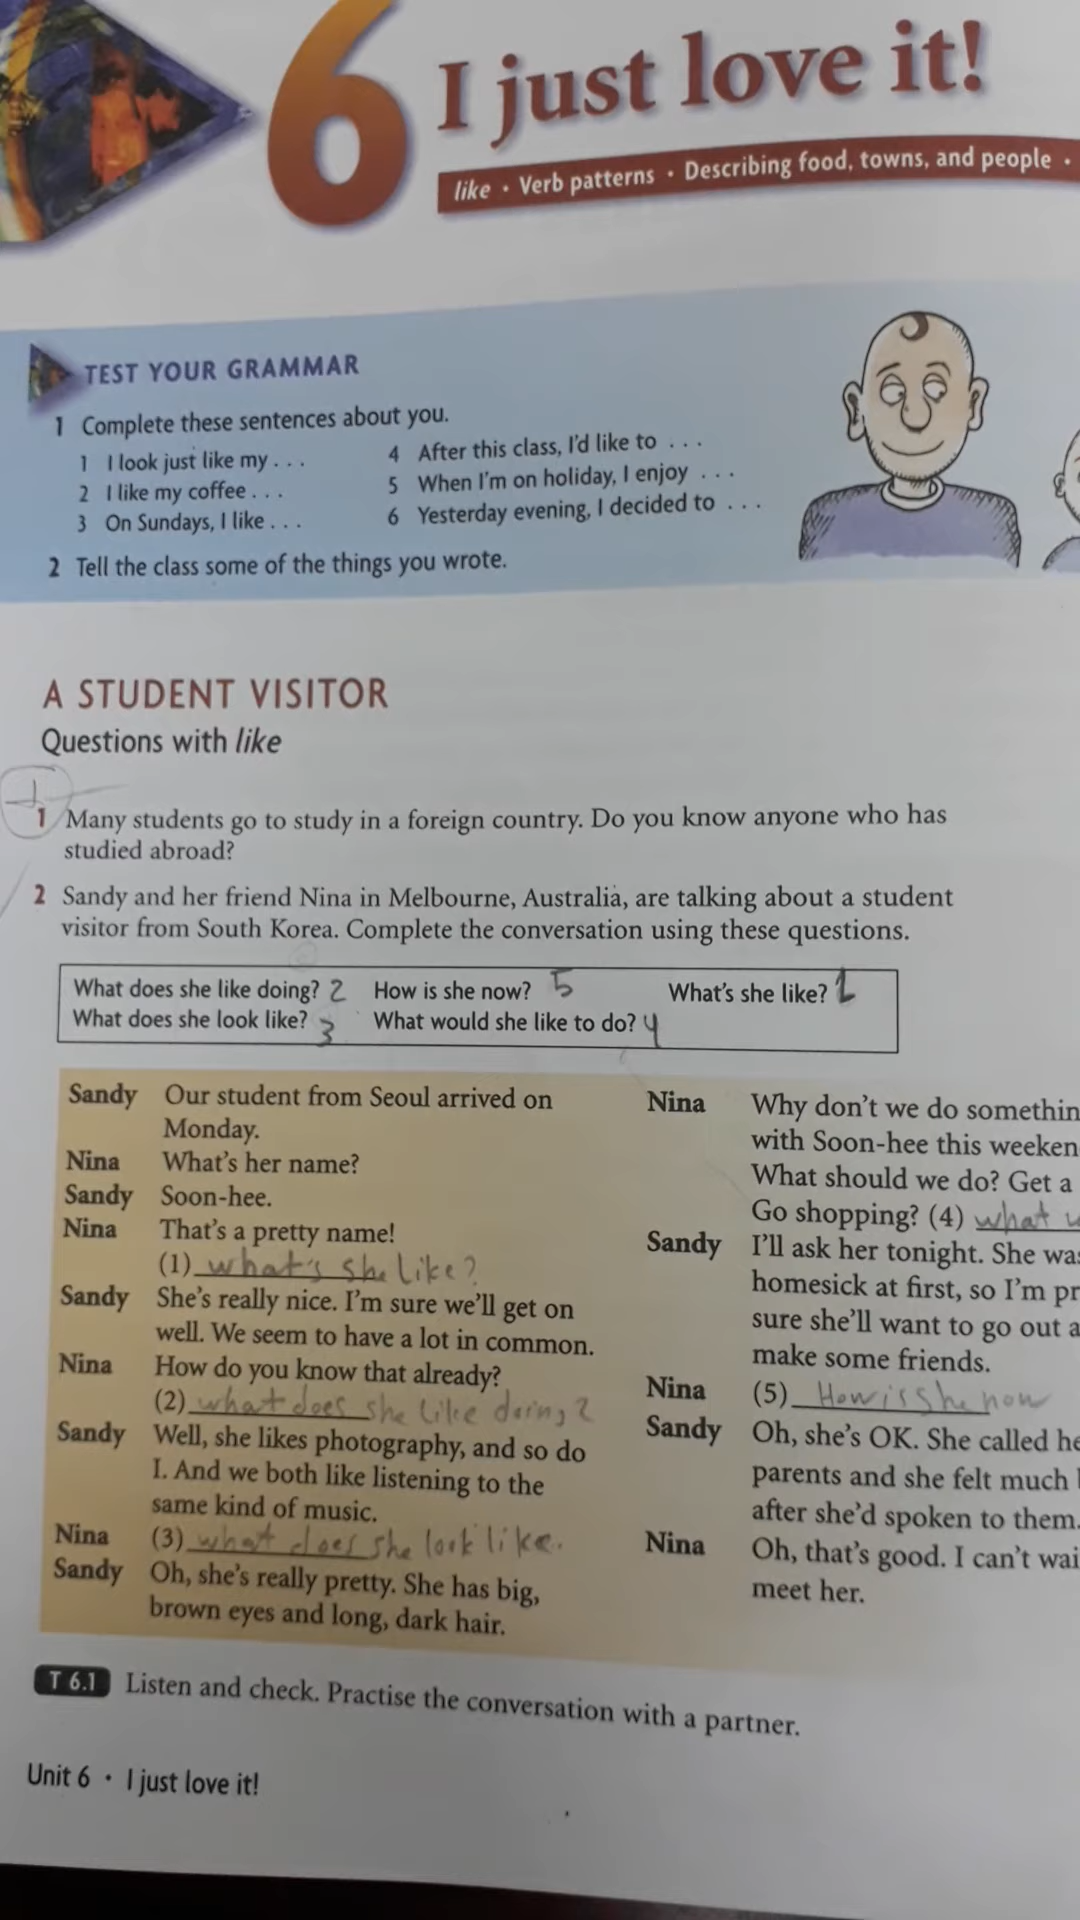 6
I just love it!
like · Verb patterns · Describing food, towns, and people ·
TEST YOUR GRAMMAR
1 Complete these sentences about you.
1 I look just like my . . .
2 I like my coffee . . .
3 On Sundays, I like . . .
4 After this class, I'd like to . . .
5 When I'm on holiday, I enjoy . . .
6 Yesterday evening, I decided to . . .
2 Tell the class some of the things you wrote.
A STUDENT VISITOR
Questions with like
1 Many students go to study in a foreign country. Do you know anyone who has
studied abroad?
2 Sandy and her friend Nina in Melbourne, Australia, are talking about a student
visitor from South Korea. Complete the conversation using these questions.
What does she like doing? 2 How is she now? 5 What's she like? 1
What does she look like? 3 What would she like to do? 4
Sandy Our student from Seoul arrived on
Monday.
Nina What's her name?
Sandy Soon-hee.
Nina That's a pretty name!
(1) what's she like?
Sandy She's really nice. I'm sure we'll get on
well. We seem to have a lot in common.
Nina How do you know that already?
(2) what does she like doing?
Sandy Well, she likes photography, and so do
I. And we both like listening to the
same kind of music.
Nina (3) what does she look like.
Sandy Oh, she's really pretty. She has big,
brown eyes and long, dark hair.
Nina Why don't we do
with Soon-hee this
What should we do? Get a
Go shopping? (4) what
Sandy I'll ask her tonight. She
homesick at first, so I'm
sure she'll want to go out
make some friends.
Nina (5) How is she now
Sandy Oh, she's OK. She called
parents and she felt much
after she'd spoken to them.
Nina Oh, that's good. I can't
meet her.
T 6.1 Listen and check. Practise the conversation with a partner.
Unit 6 · I just love it!